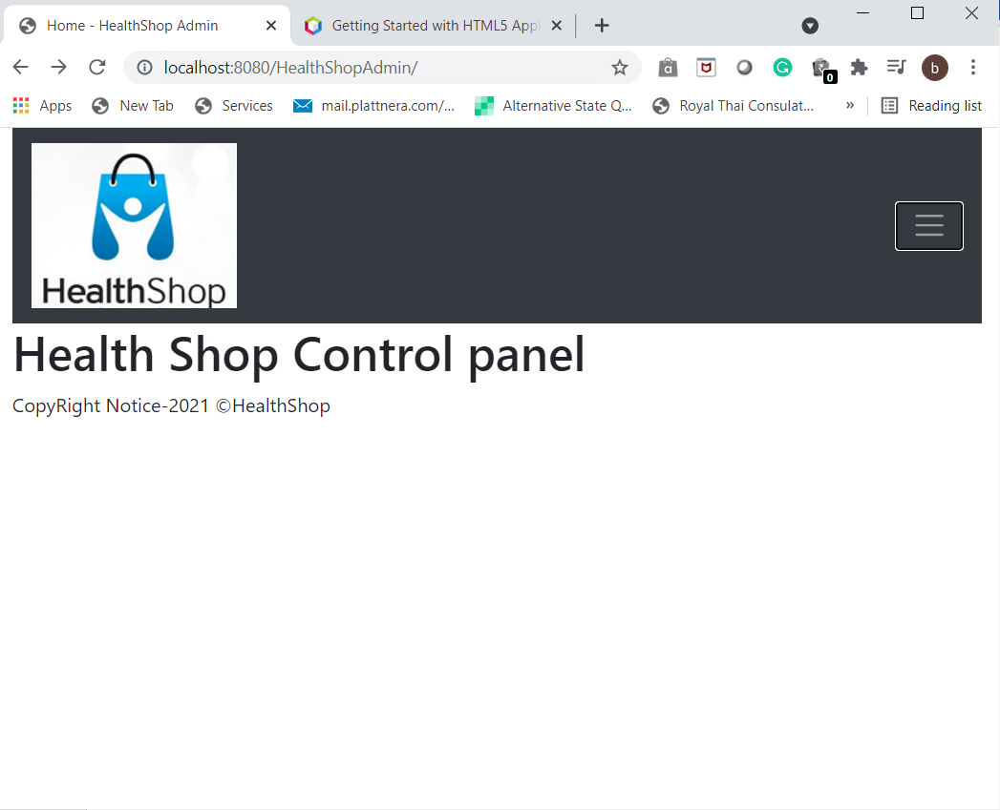 Home - HealthShop Admin
Getting Started with HTML5 Appl
localhost:8080/HealthShopAdmin/
a
G
0
b
Apps
New Tab
Services
mail.plattnera.com/...
Alternative State Q...
Royal Thai Consulat...
»
Reading list
HealthShop
Health Shop Control panel
CopyRight Notice-2021 ©HealthShop